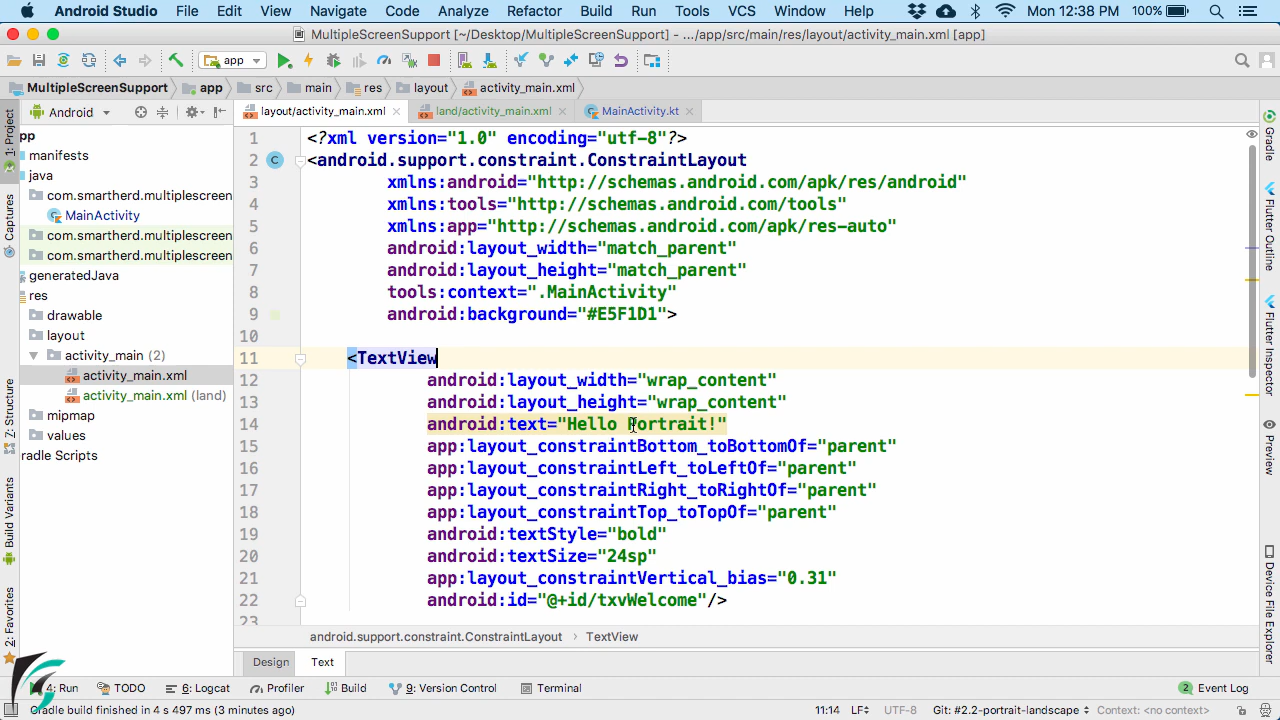 Android Studio File Edit View Navigate Code Analyze Refactor Build Run Tools VCS Window Help Mon 12:38 PM 100%
MultipleScreenSupport [~/Desktop/MultipleScreenSupport] - .../app/src/main/res/layout/activity_main.xml [app]
app
MultipleScreenSupport app src main res layout activity_main.xml
1: Project
Captures
7: Structure
Build Variants
2: Favorites
Android
layout/activity_main.xml land/activity_main.xml MainActivity.kt
pp
manifests
java
com.smartherd.multiplescreen
MainActivity
com.smartherd.multiplescreen
com.smartherd.multiplescreen
generatedJava
res
drawable
layout
activity_main (2)
activity_main.xml
activity_main.xml (land)
mipmap
values
radle Scripts
1 <?xml version="1.0" encoding="utf-8"?>
2 C <android.support.constraint.ConstraintLayout
3 xmlns:android="http://schemas.android.com/apk/res/android"
4 xmlns:tools="http://schemas.android.com/tools"
5 xmlns:app="http://schemas.android.com/apk/res-auto"
6 android:layout_width="match_parent"
7 android:layout_height="match_parent"
8 tools:context=".MainActivity"
9 android:background="#E5F1D1">
10
11 <TextView
12 android:layout_width="wrap_content"
13 android:layout_height="wrap_content"
14 android:text="Hello Portrait!"
15 app:layout_constraintBottom_toBottomOf="parent"
16 app:layout_constraintLeft_toLeftOf="parent"
17 app:layout_constraintRight_toRightOf="parent"
18 app:layout_constraintTop_toTopOf="parent"
19 android:textStyle="bold"
20 android:textSize="24sp"
21 app:layout_constraintVertical_bias="0.31"
22 android:id="@+id/txvWelcome"/>
23
android.support.constraint.ConstraintLayout › TextView
Design Text
Gradle
Flutter Outline
Flutter Inspector
Preview
Device File Explorer
4: Run TODO 6: Logcat Profiler Build 9: Version Control Terminal 2 Event Log
Gradle build finished in 4 s 497 ms (3 minutes ago) 11:14 LF UTF-8 Git: #2.2-portrait-landscape Context: <no context>